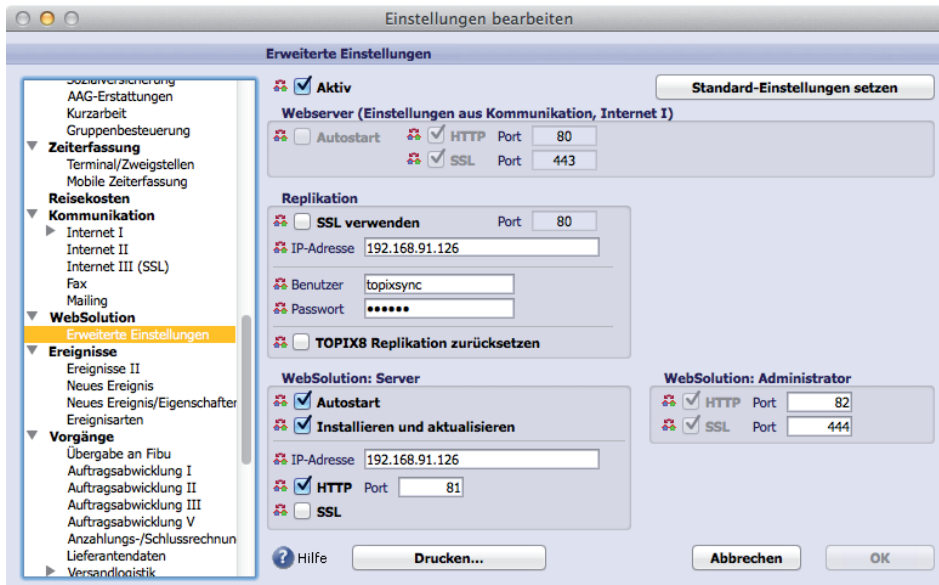 Einstellungen bearbeiten
Erweiterte Einstellungen
Sozialversicherung
AAG-Erstattungen
Kurzarbeit
Gruppenbesteuerung
Zeiterfassung
Terminal/Zweigstellen
Mobile Zeiterfassung
Reisekosten
Kommunikation
Internet I
Internet II
Internet III (SSL)
Fax
Mailing
WebSolution
Erweiterte Einstellungen
Ereignisse
Ereignisse II
Neues Ereignis
Neues Ereignis/Eigenschafter
Ereignisarten
Vorgänge
Übergabe an Fibu
Auftragsabwicklung I
Auftragsabwicklung II
Auftragsabwicklung III
Auftragsabwicklung V
Anzahlungs-/Schlussrechnun
Lieferantendaten
Versandlogistik
Aktiv
Standard-Einstellungen setzen
Webserver (Einstellungen aus Kommunikation, Internet I)
Autostart HTTP Port 80
SSL Port 443
Replikation
SSL verwenden Port 80
IP-Adresse 192.168.91.126
Benutzer topixsync
Passwort ••••••
TOPIX8 Replikation zurücksetzen
WebSolution: Server
Autostart
Installieren und aktualisieren
IP-Adresse 192.168.91.126
HTTP Port 81
SSL
WebSolution: Administrator
HTTP Port 82
SSL Port 444
? Hilfe
Drucken...
Abbrechen
OK